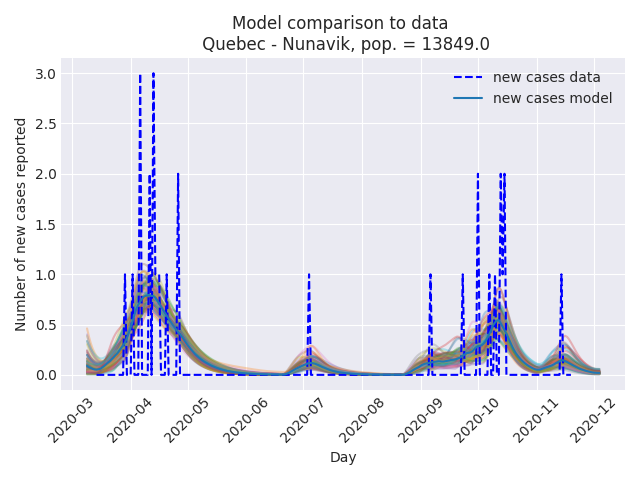 Model comparison to data
Quebec - Nunavik, pop. = 13849.0
new cases data
new cases model
Number of new cases reported
3.0
2.5
2.0
1.5
1.0
0.5
0.0
2020-03
2020-04
2020-05
2020-06
2020-07
2020-08
2020-09
2020-10
2020-11
2020-12
Day